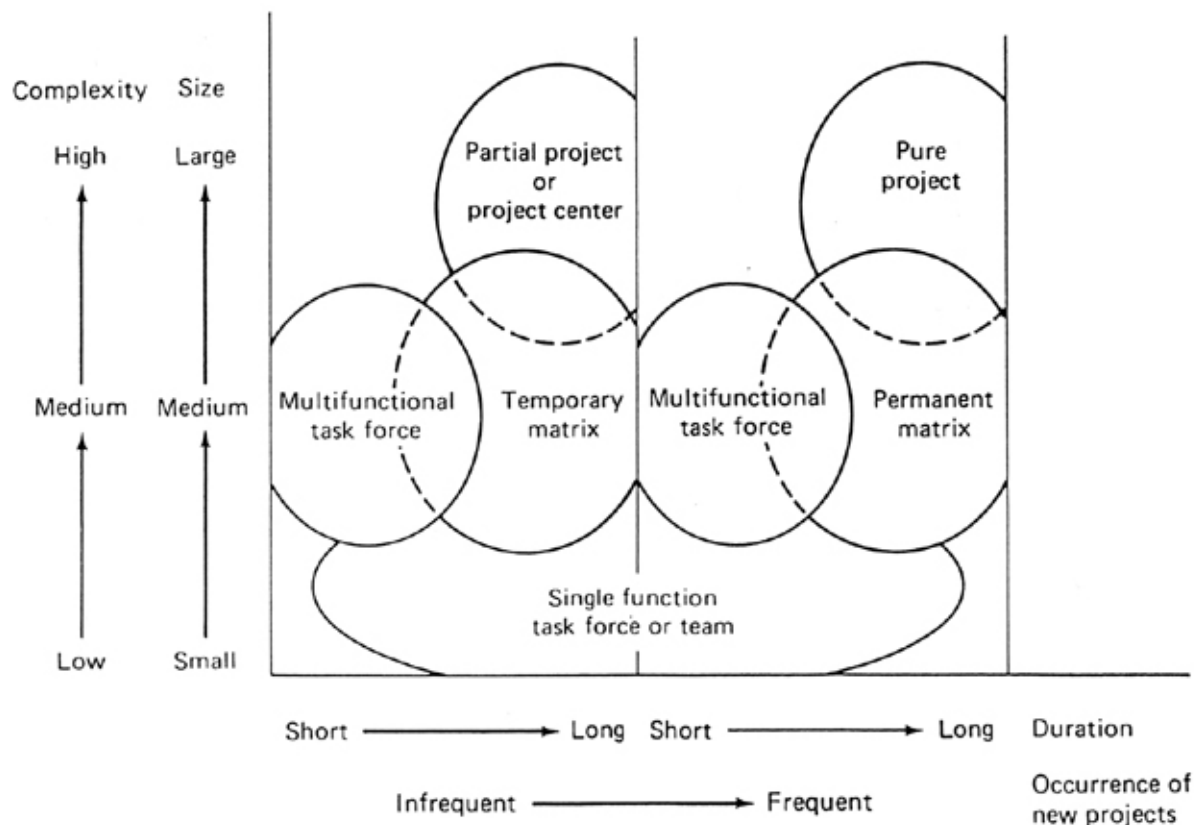 Complexity
Size
High
Large
Medium
Medium
Low
Small
Partial project
or
project center
Pure
project
Multifunctional
task force
Temporary
matrix
Multifunctional
task force
Permanent
matrix
Single function
task force or team
Short
Long
Short
Long
Duration
Infrequent
Frequent
Occurrence of
new projects